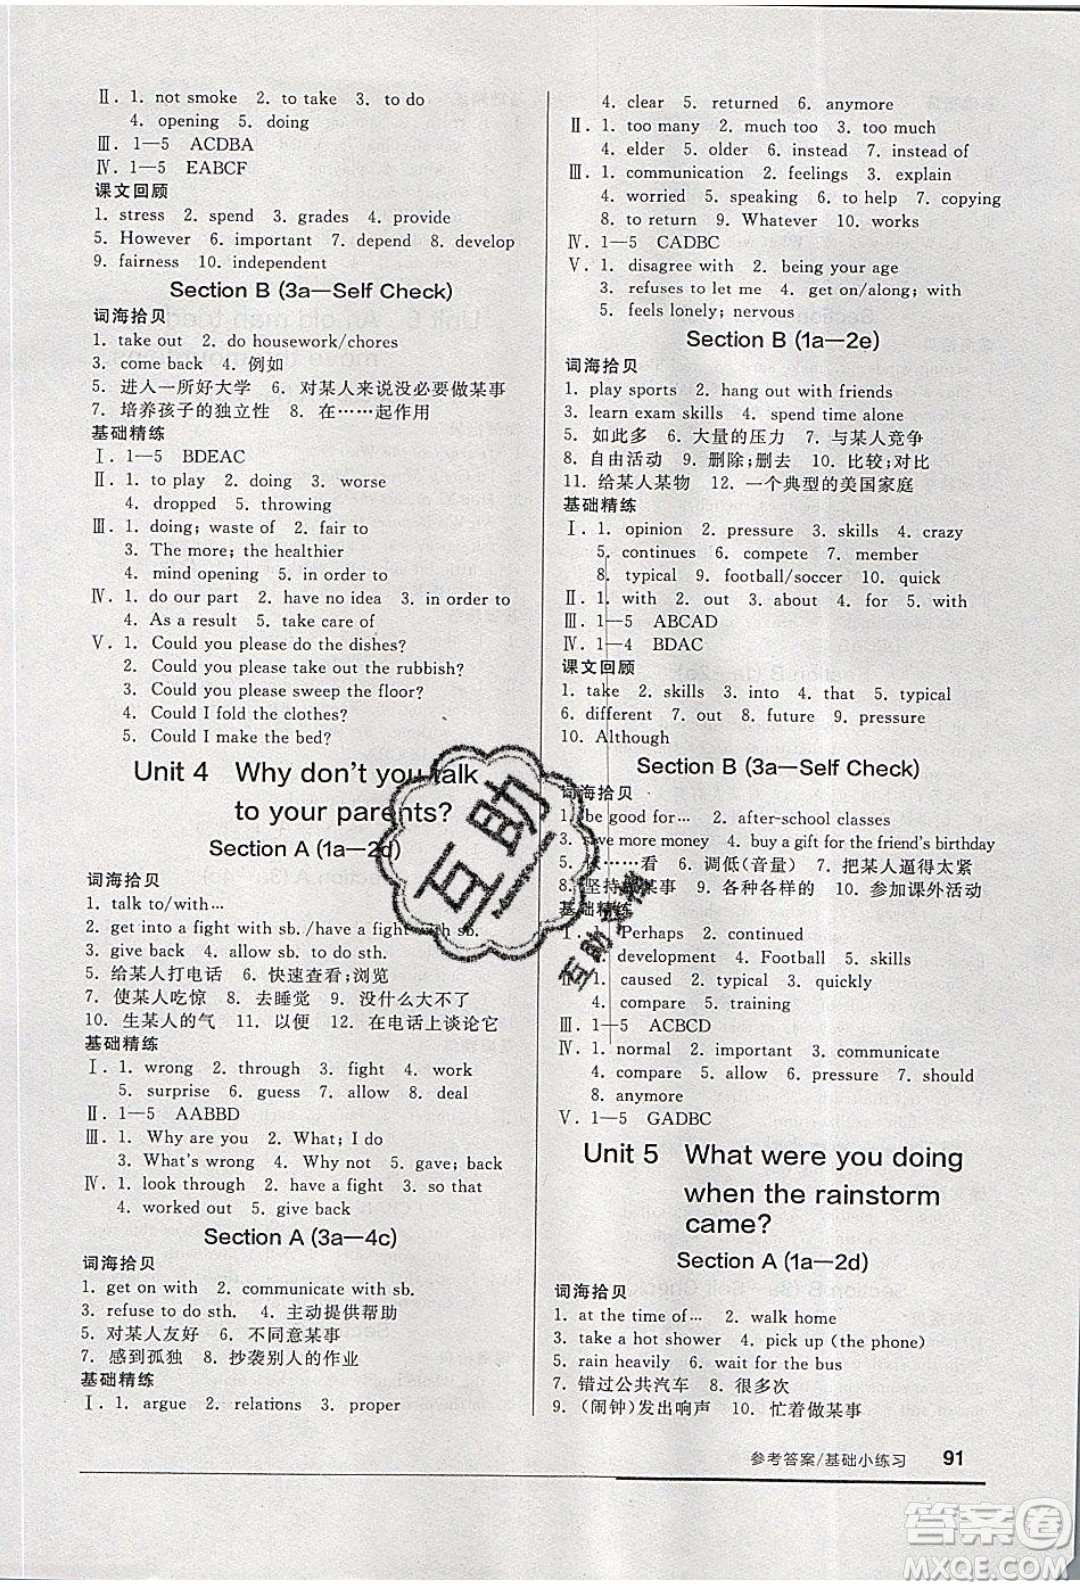 Ⅱ. 1. not smoke 2. to take 3. to do
4. opening 5. doing
Ⅲ. 1—5 ACDBA
Ⅳ. 1—5 EABCF
课文回顾
1. stress 2. spend 3. grades 4. provide
5. However 6. important 7. depend 8. develop
9. fairness 10. independent
Section B (3a—Self Check)
词海拾贝
1. take out 2. do housework/chores
3. come back 4. 例如
5. 进入一所好大学 6. 对某人来说没必要做某事
7. 培养孩子的独立性 8. 在……起作用
基础精练
Ⅰ. 1—5 BDEAC
Ⅱ. 1. to play 2. doing 3. worse
4. dropped 5. throwing
Ⅲ. 1. doing; waste of 2. fair to
3. The more; the healthier
4. mind opening 5. in order to
Ⅳ. 1. do our part 2. have no idea 3. in order to
4. As a result 5. take care of
Ⅴ. 1. Could you please do the dishes?
2. Could you please take out the rubbish?
3. Could you please sweep the floor?
4. Could I fold the clothes?
5. Could I make the bed?
Unit 4 Why don't you talk
to your parents?
Section A (1a—2d)
词海拾贝
1. talk to/with…
2. get into a fight with sb. /have a fight with sb.
3. give back 4. allow sb. to do sth.
5. 给某人打电话 6. 快速查看;浏览
7. 使某人吃惊 8. 去睡觉 9. 没什么大不了
10. 生某人的气 11. 以便 12. 在电话上谈论它
基础精练
Ⅰ. 1. wrong 2. through 3. fight 4. work
5. surprise 6. guess 7. allow 8. deal
Ⅱ. 1—5 AABBD
Ⅲ. 1. Why are you 2. What; I do
3. What's wrong 4. Why not 5. gave; back
Ⅳ. 1. look through 2. have a fight 3. so that
4. worked out 5. give back
Section A (3a—4c)
词海拾贝
1. get on with 2. communicate with sb.
3. refuse to do sth. 4. 主动提供帮助
5. 对某人友好 6. 不同意某事
7. 感到孤独 8. 抄袭别人的作业
基础精练
Ⅰ. 1. argue 2. relations 3. proper
4. clear 5. returned 6. anymore
Ⅱ. 1. too many 2. much too 3. too much
4. elder 5. older 6. instead 7. instead of
Ⅲ. 1. communication 2. feelings 3. explain
4. worried 5. speaking 6. to help 7. copying
8. to return 9. Whatever 10. works
Ⅳ. 1—5 CADBC
Ⅴ. 1. disagree with 2. being your age
3. refuses to let me 4. get on/along; with
5. feels lonely; nervous
Section B (1a—2e)
词海拾贝
1. play sports 2. hang out with friends
3. learn exam skills 4. spend time alone
5. 如此多 6. 大量的压力 7. 与某人竞争
8. 自由活动 9. 删除;删去 10. 比较;对比
11. 给某人某物 12. 一个典型的美国家庭
基础精练
Ⅰ. 1. opinion 2. pressure 3. skills 4. crazy
5. continues 6. compete 7. member
8. typical 9. football/soccer 10. quick
Ⅱ. 1. with 2. out 3. about 4. for 5. with
Ⅲ. 1—5 ABCAD
Ⅳ. 1—4 BDAC
课文回顾
1. take 2. skills 3. into 4. that 5. typical
6. different 7. out 8. future 9. pressure
10. Although
Section B (3a—Self Check)
词海拾贝
1. be good for… 2. after-school classes
3. save more money 4. buy a gift for the friend's birthday
5. ……看 6. 调低(音量) 7. 把某人逼得太紧
8. 坚持做某事 9. 各种各样的 10. 参加课外活动
基础精练
Ⅰ. 1. Perhaps 2. continued
3. development 4. Football 5. skill
Ⅱ. 1. caused 2. typical 3. quickly
4. compare 5. training
Ⅲ. 1—5 ACBCD
Ⅳ. 1. normal 2. important 3. communicate
4. compare 5. allow 6. pressure 7. should
8. anymore
Ⅴ. 1—5 GADBC
Unit 5 What were you doing
when the rainstorm
came?
Section A (1a—2d)
词海拾贝
1. at the time of… 2. walk home
3. take a hot shower 4. pick up (the phone)
5. rain heavily 6. wait for the bus
7. 错过公共汽车 8. 很多次
9. (闹钟)发出响声 10. 忙着做某事
参考答案/基础小练习 91
互助
互助文档
答案圈
MXQE.COM